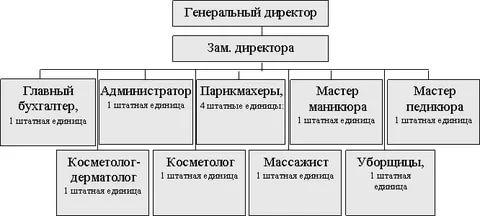 Генеральный директор
Зам. директора
Главный
бухгалтер,
1 штатная единица
Администратор
1 штатная единица
Парикмахеры,
4 штатные единицы:
Мастер
маникюра
1 штатная единица
Мастер
педикюра
1 штатная единица
Косметолог-
дерматолог
1 штатная единица
Косметолог
1 штатная единица
Массажист
1 штатная единица
Уборщицы,
1 штатная
единица